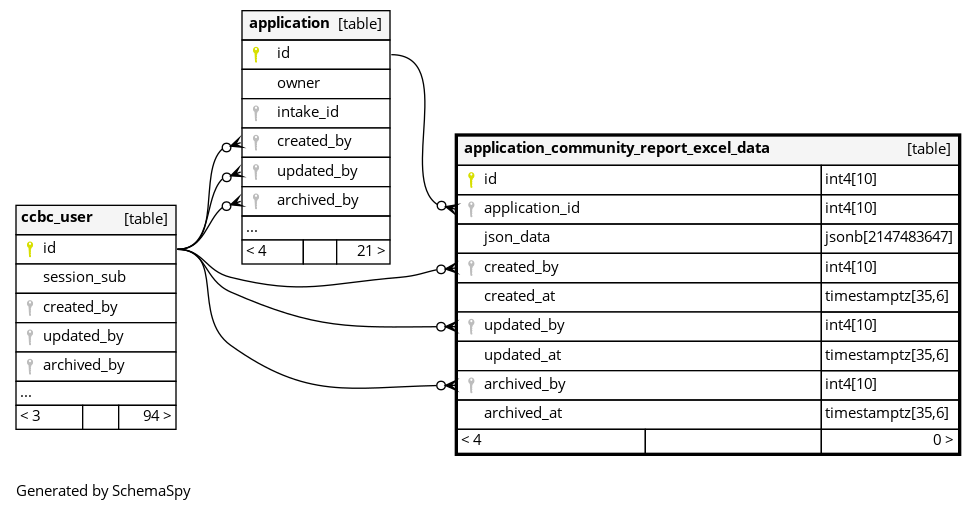 application [table]
id
owner
intake_id
created_by
updated_by
archived_by
...
< 4 21 >
ccbc_user [table]
id
session_sub
created_by
updated_by
archived_by
...
< 3 94 >
application_community_report_excel_data [table]
id int4[10]
application_id int4[10]
json_data jsonb[2147483647]
created_by int4[10]
created_at timestamptz[35,6]
updated_by int4[10]
updated_at timestamptz[35,6]
archived_by int4[10]
archived_at timestamptz[35,6]
< 4 0 >
Generated by SchemaSpy